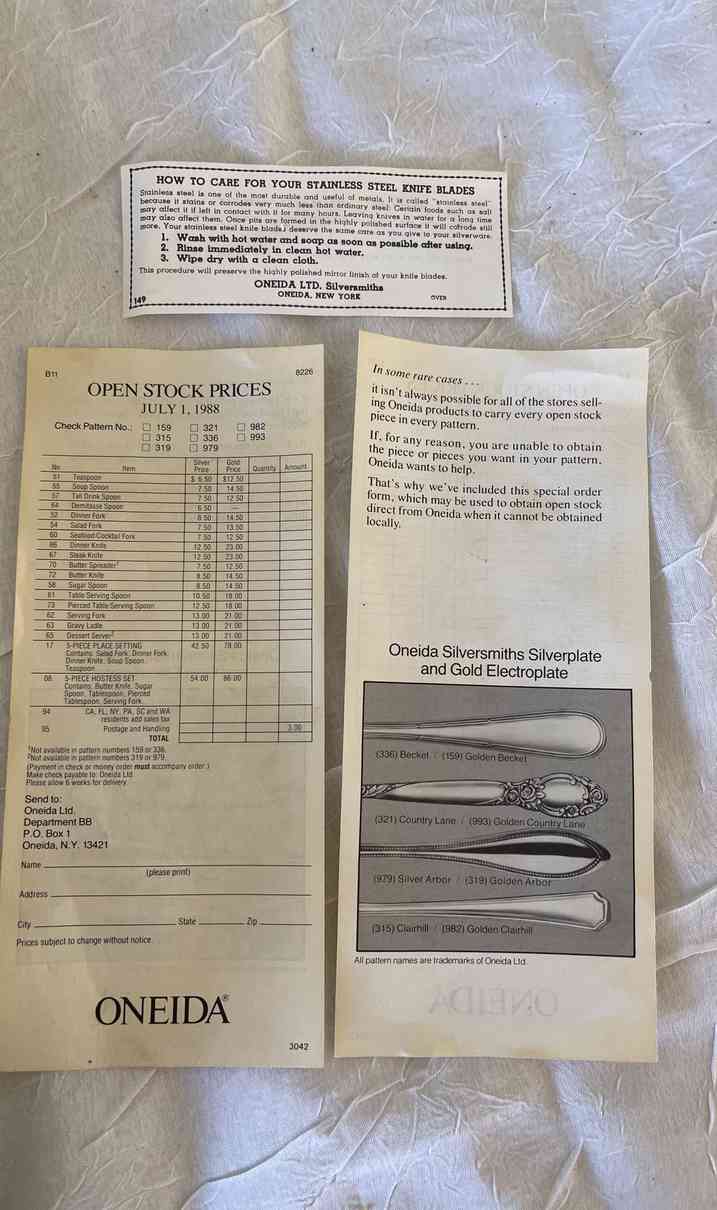 HOW TO CARE FOR YOUR STAINLESS STEEL KNIFE BLADES
Stainless steel is one of the most durable and useful of metals. It is called "stainless steel"
because it stains or corrodes very much less than ordinary steel. Certain foods such as salt
may affect it if left in contact with it for many hours. Leaving knives in water for a long time
may also affect them. Once pits are formed in the highly polished surface it will corrode still
more. Your stainless steel knife blades deserve the same care as you give to your silverware.
1. Wash with hot water and soap as soon as possible after using.
2. Rinse immediately in clean hot water.
3. Wipe dry with a clean cloth.
This procedure will preserve the highly polished mirror finish of your knife blades.
ONEIDA LTD. Silversmiths
ONEIDA, NEW YORK
149
OVER
B11 8226
OPEN STOCK PRICES
JULY 1, 1988
Check Pattern No.: ☐ 159 ☐ 321 ☐ 982
☐ 315 ☐ 336 ☐ 993
☐ 319 ☐ 979
No. Item Silver Price Gold Price Quantity Amount
51 Teaspoon $ 6.50 $12.50
55 Soup Spoon 7.50 14.50
57 Tall Drink Spoon 7.50 12.50
64 Demitasse Spoon 6.50 —
52 Dinner Fork 8.50 14.50
54 Salad Fork 7.50 13.50
60 Seafood/Cocktail Fork 7.50 12.50
66 Dinner Knife 12.50 23.00
67 Steak Knife 12.50 23.00
70 Butter Spreader¹ 7.50 12.50
72 Butter Knife 8.50 14.50
58 Sugar Spoon 8.50 14.50
61 Table/Serving Spoon 10.50 18.00
73 Pierced Table/Serving Spoon 12.50 18.00
62 Serving Fork 13.00 21.00
63 Gravy Ladle 13.00 21.00
65 Dessert Server² 13.00 21.00
17 5-PIECE PLACE SETTING 42.50 78.00
Contains: Salad Fork, Dinner Fork,
Dinner Knife, Soup Spoon,
Teaspoon
08 5-PIECE HOSTESS SET 54.00 86.00
Contains: Butter Knife, Sugar
Spoon, Tablespoon, Pierced
Tablespoon, Serving Fork
94 CA, FL, NY, PA, SC and WA
residents add sales tax
95 Postage and Handling 3.00
TOTAL
¹Not available in pattern numbers 159 or 336.
²Not available in pattern numbers 319 or 979.
(Payment in check or money order must accompany order.)
Make check payable to: Oneida Ltd.
Please allow 6 weeks for delivery.
Send to:
Oneida Ltd.
Department BB
P.O. Box 1
Oneida, N.Y. 13421
Name
(please print)
Address
City State Zip
Prices subject to change without notice.
ONEIDA®
3042
In some rare cases . . .
it isn't always possible for all of the stores sell-
ing Oneida products to carry every open stock
piece in every pattern.
If, for any reason, you are unable to obtain
the piece or pieces you want in your pattern,
Oneida wants to help.
That's why we've included this special order
form, which may be used to obtain open stock
direct from Oneida when it cannot be obtained
locally.
Oneida Silversmiths Silverplate
and Gold Electroplate
(336) Becket / (159) Golden Becket
(321) Country Lane / (993) Golden Country Lane
(979) Silver Arbor / (319) Golden Arbor
(315) Clairhill / (982) Golden Clairhill
All pattern names are trademarks of Oneida Ltd.